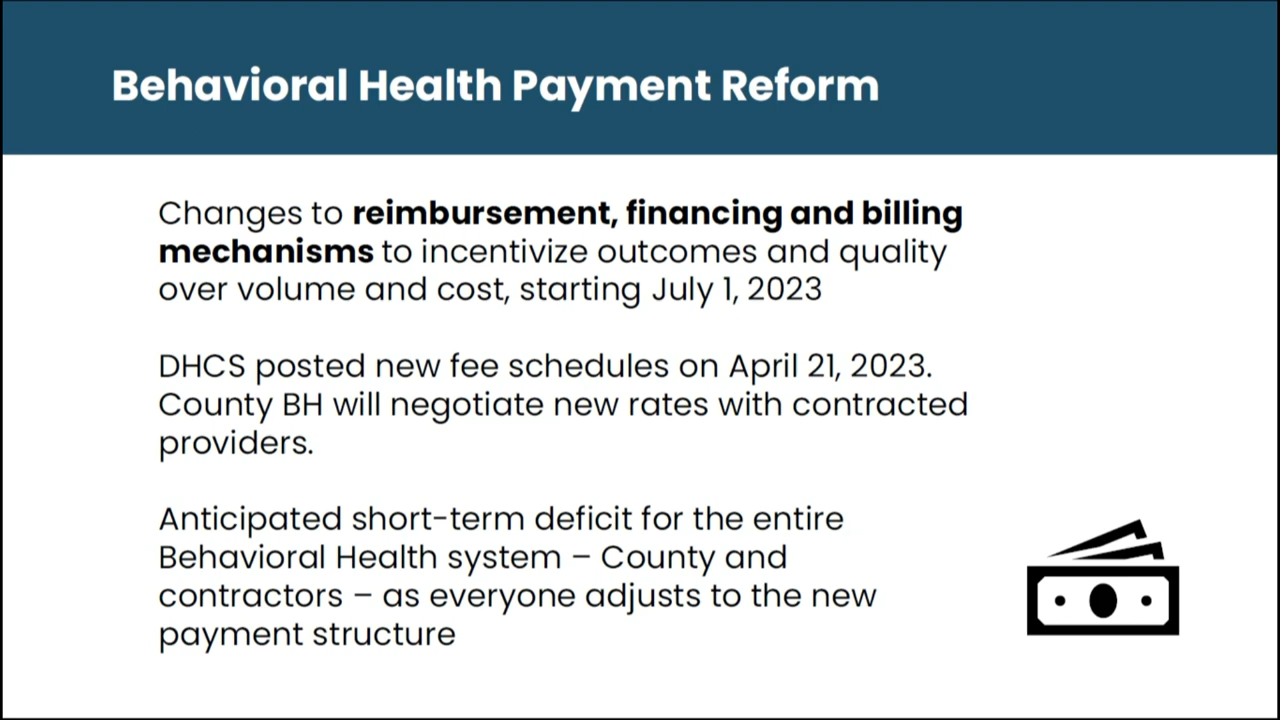 Behavioral Health Payment Reform
Changes to reimbursement, financing and billing
mechanisms to incentivize outcomes and quality
over volume and cost, starting July 1, 2023
DHCS posted new fee schedules on April 21, 2023.
County BH will negotiate new rates with contracted
providers.
Anticipated short-term deficit for the entire
Behavioral Health system – County and
contractors – as everyone adjusts to the new
payment structure